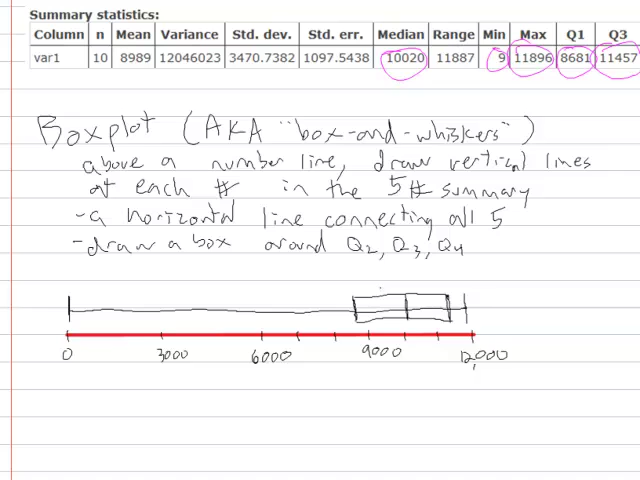 Summary statistics:
Column n Mean Variance Std. dev. Std. err. Median Range Min Max Q1 Q3
var1 10 8989 12046023 3470.7382 1097.5438 10020 11887 9 11896 8681 11457
Boxplot (AKA "box-and-whiskers")
above a number line, draw vertical lines
at each # in the 5# summary
-a horizontal line connecting all 5
-draw a box around Q2, Q3, Q4
0 3000 6000 9000 12,000